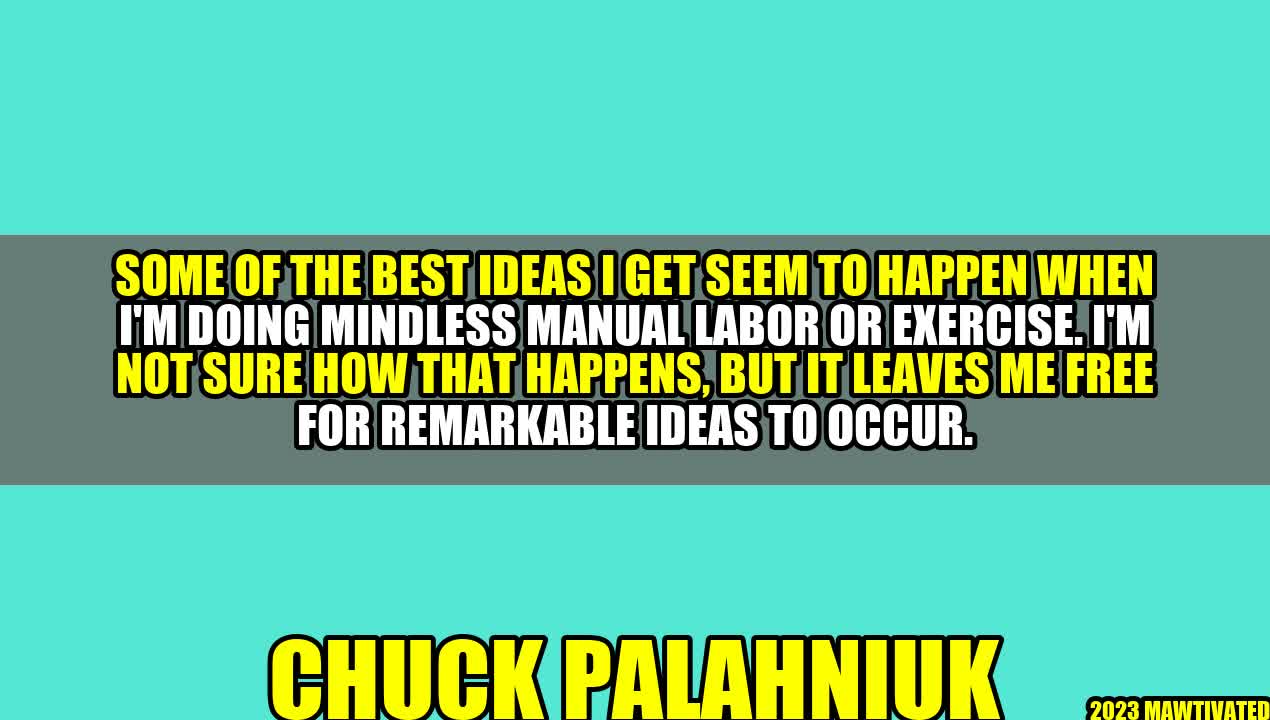 SOME OF THE BEST IDEAS I GET SEEM TO HAPPEN WHEN
I'M DOING MINDLESS MANUAL LABOR OR EXERCISE. I'M
NOT SURE HOW THAT HAPPENS, BUT IT LEAVES ME FREE
FOR REMARKABLE IDEAS TO OCCUR.
CHUCK PALAHNIUK
2023 MAWTIVATED